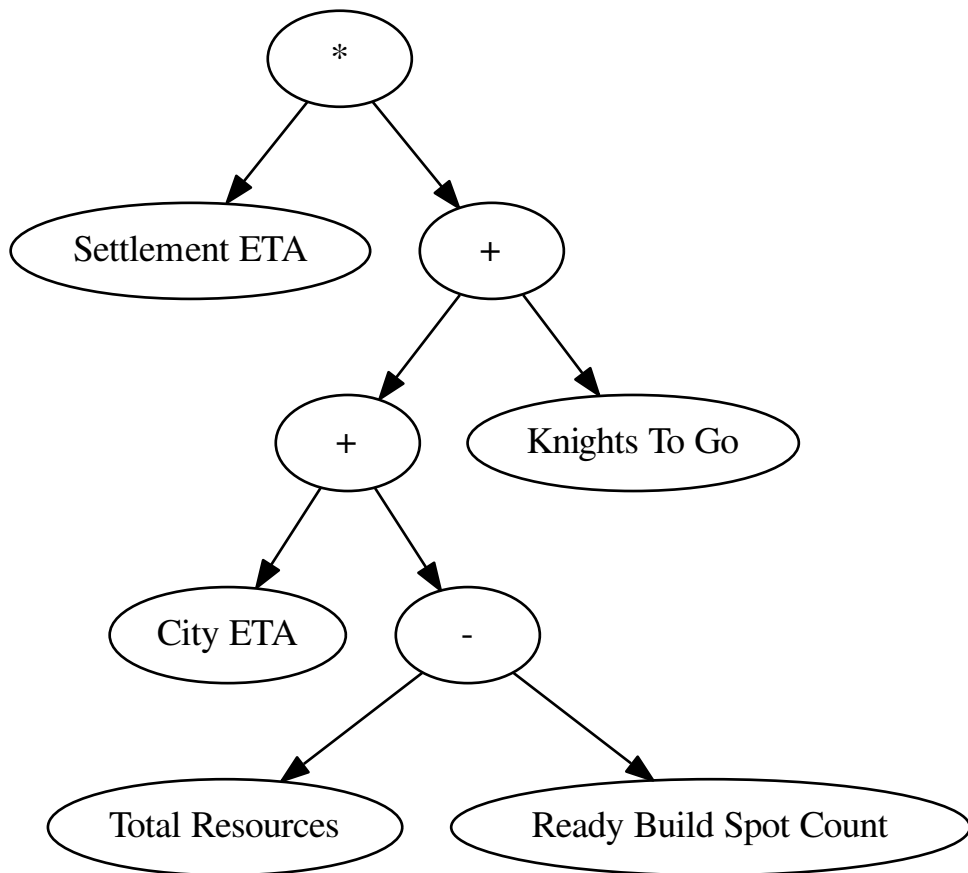 *
Settlement ETA
+
+
Knights To Go
City ETA
-
Total Resources
Ready Build Spot Count